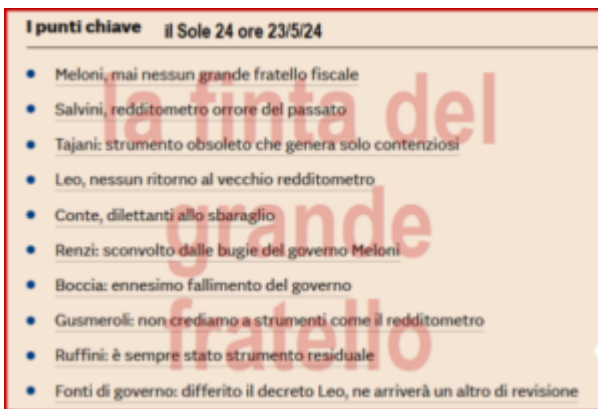 I punti chiave il Sole 24 ore 23/5/24
Meloni, mai nessun grande fratello fiscale
Salvini, redditometro orrore del passato
Tajani: strumento obsoleto che genera solo contenziosi
Leo, nessun ritorno al vecchio redditometro
Conte, dilettanti allo sbaraglio
Renzi: sconvolto dalle bugie del governo Meloni
Boccia: ennesimo fallimento del governo
Gusmeroli: non crediamo a strumenti come il redditometro
Ruffini: è sempre stato strumento residuale
Fonti di governo: differito il decreto Leo, ne arriverà un altro di revisione
la finta del
grande
fratello